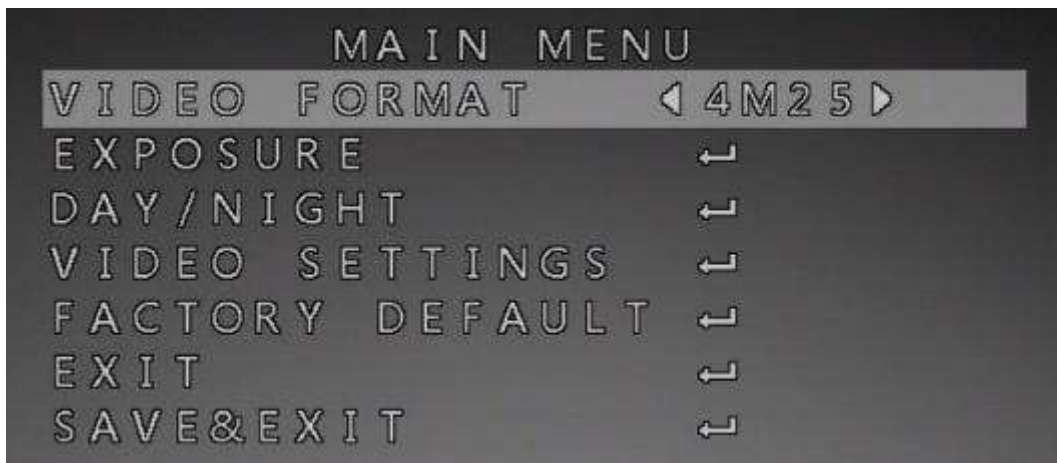 MAIN MENU
VIDEO FORMAT 4M25
EXPOSURE
DAY/NIGHT
VIDEO SETTINGS
FACTORY DEFAULT
EXIT
SAVE&EXIT